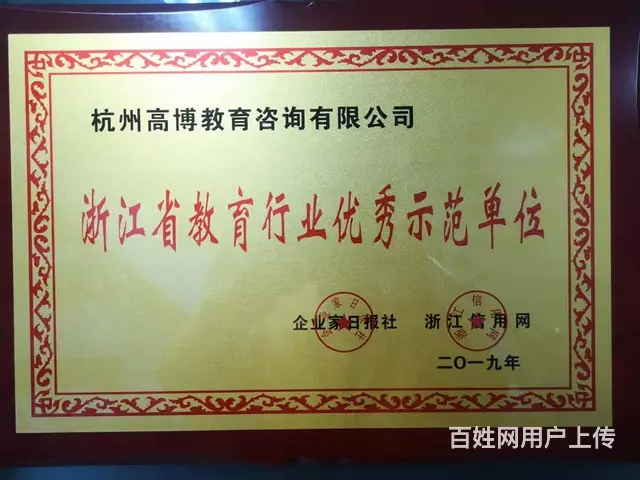 杭州高博教育咨询有限公司
浙江省教育行业优秀示范单位
企业家日报社 浙江信用网
二〇一九年
百姓网用户上传